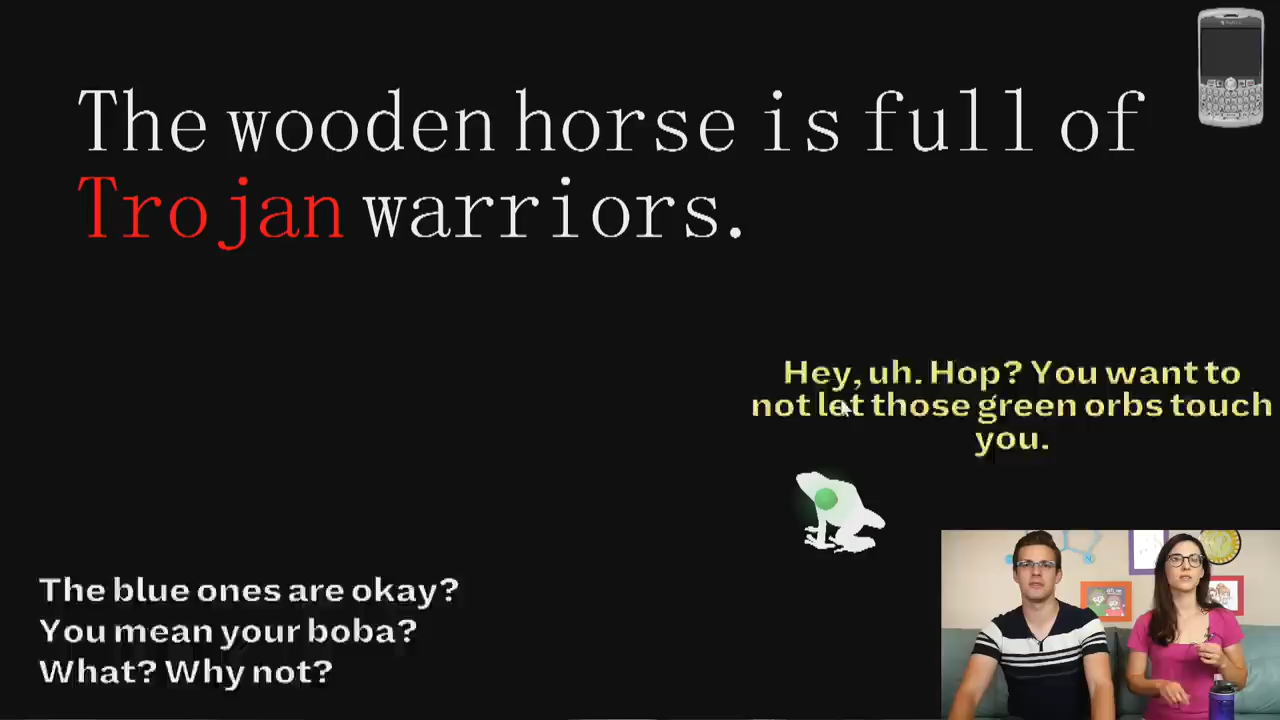 The wooden horse is full of
Trojan warriors.
Hey, uh. Hop? You want to
not let those green orbs touch
you.
The blue ones are okay?
You mean your boba?
What? Why not?